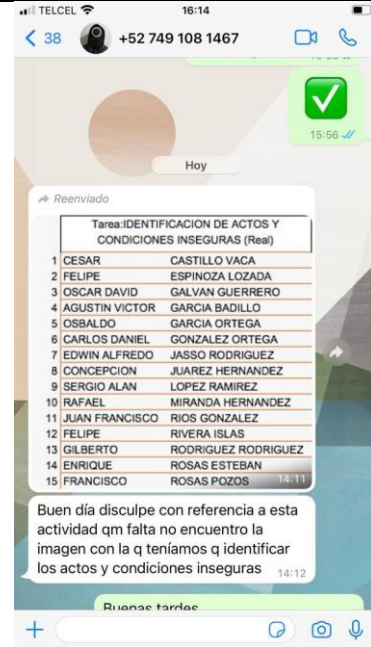 TELCEL 16:14
38 +52 749 108 1467
15:56
Hoy
Reenviado
Tarea:IDENTIFICACION DE ACTOS Y
CONDICIONES INSEGURAS (Real)
1 CESAR CASTILLO VACA
2 FELIPE ESPINOZA LOZADA
3 OSCAR DAVID GALVAN GUERRERO
4 AGUSTIN VICTOR GARCIA BADILLO
5 OSBALDO GARCIA ORTEGA
6 CARLOS DANIEL GONZALEZ ORTEGA
7 EDWIN ALFREDO JASSO RODRIGUEZ
8 CONCEPCION JUAREZ HERNANDEZ
9 SERGIO ALAN LOPEZ RAMIREZ
10 RAFAEL MIRANDA HERNANDEZ
11 JUAN FRANCISCO RIOS GONZALEZ
12 FELIPE RIVERA ISLAS
13 GILBERTO RODRIGUEZ RODRIGUEZ
14 ENRIQUE ROSAS ESTEBAN
15 FRANCISCO ROSAS POZOS 14:11
Buen día disculpe con referencia a esta
actividad qm falta no encuentro la
imagen con la q teníamos q identificar
los actos y condiciones inseguras 14:12
Buenas tardes